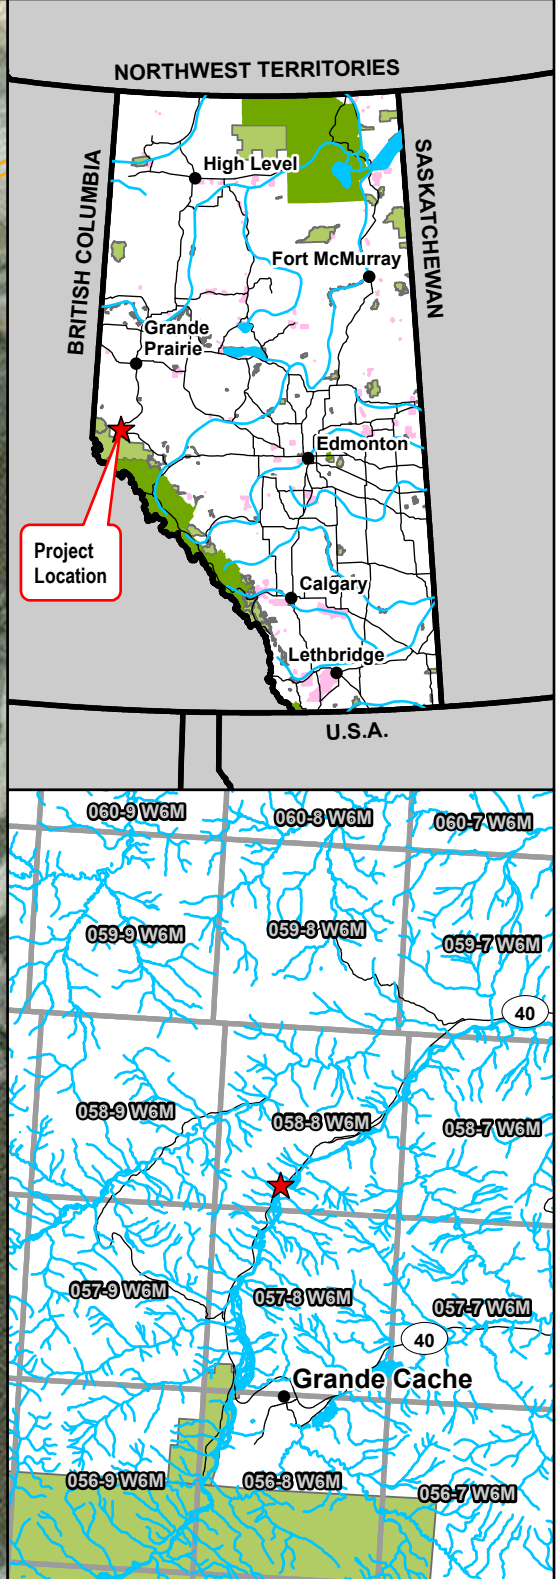 NORTHWEST TERRITORIES
BRITISH COLUMBIA
SASKATCHEWAN
High Level
Fort McMurray
Grande
Prairie
Edmonton
Project
Location
Calgary
Lethbridge
U.S.A.
060-9 W6M
060-8 W6M
060-7 W6M
059-9 W6M
059-8 W6M
059-7 W6M
40
058-9 W6M
058-8 W6M
058-7 W6M
057-9 W6M
057-8 W6M
057-7 W6M
40
Grande Cache
056-9 W6M
056-8 W6M
056-7 W6M